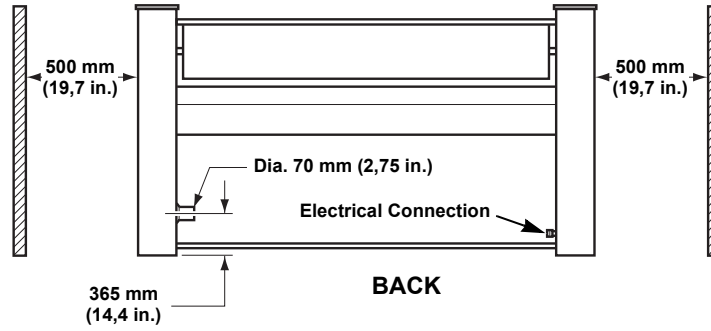 500 mm
(19,7 in.)
500 mm
(19,7 in.)
Dia. 70 mm (2,75 in.)
Electrical Connection
365 mm
(14,4 in.)
BACK